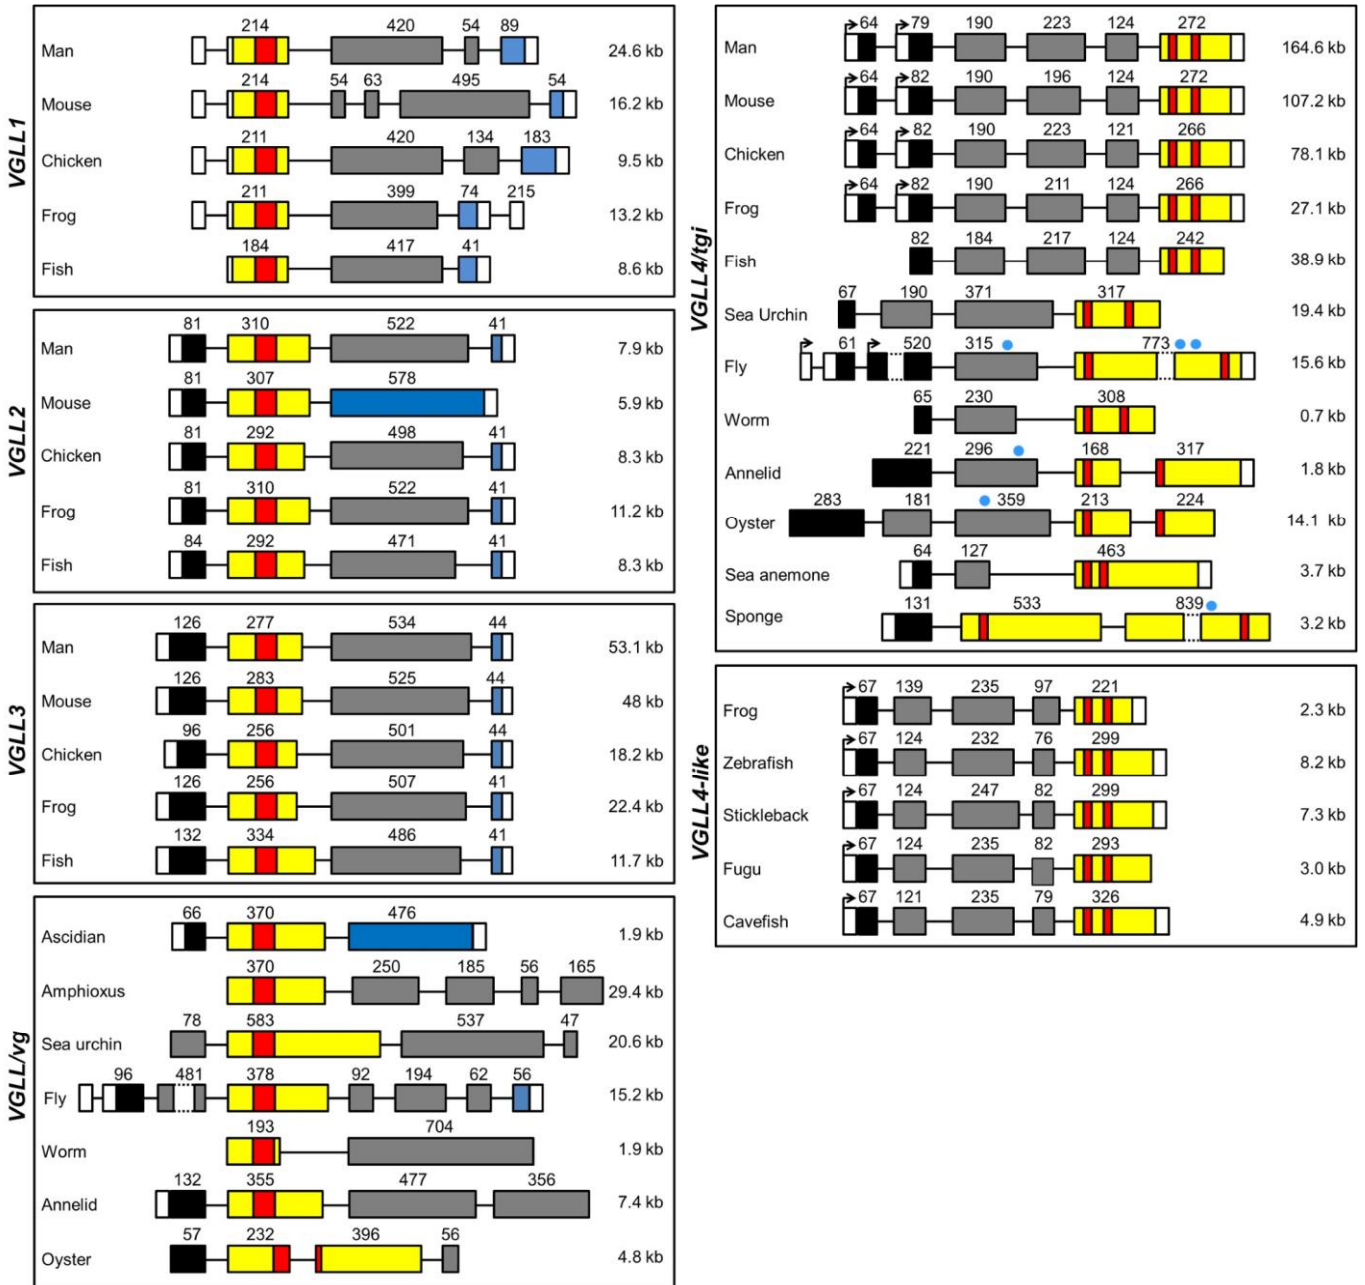 VGLL1
214 420 54 89
Man 24.6 kb
214 54 63 495 54
Mouse 16.2 kb
211 420 134 183
Chicken 9.5 kb
211 399 74 215
Frog 13.2 kb
184 417 41
Fish 8.6 kb
VGLL2
81 310 522 41
Man 7.9 kb
81 307 578
Mouse 5.9 kb
81 292 498 41
Chicken 8.3 kb
81 310 522 41
Frog 11.2 kb
84 292 471 41
Fish 8.3 kb
VGLL3
126 277 534 44
Man 53.1 kb
126 283 525 44
Mouse 48 kb
96 256 501 44
Chicken 18.2 kb
126 256 507 41
Frog 22.4 kb
132 334 486 41
Fish 11.7 kb
VGLL/vg
66 370 476
Ascidian 1.9 kb
370 250 185 56 165
Amphioxus 29.4 kb
78 583 537 47
Sea urchin 20.6 kb
96 481 378 92 194 62 56
Fly 15.2 kb
193 704
Worm 1.9 kb
132 355 477 356
Annelid 7.4 kb
57 232 396 56
Oyster 4.8 kb
VGLL4/tgi
64 79 190 223 124 272
Man 164.6 kb
64 82 190 196 124 272
Mouse 107.2 kb
64 82 190 223 121 266
Chicken 78.1 kb
64 82 190 211 124 266
Frog 27.1 kb
82 184 217 124 242
Fish 38.9 kb
67 190 371 317
Sea Urchin 19.4 kb
61 520 315 773
Fly 15.6 kb
65 230 308
Worm 0.7 kb
221 296 168 317
Annelid 1.8 kb
283 181 359 213 224
Oyster 14.1 kb
64 127 463
Sea anemone 3.7 kb
131 533 839
Sponge 3.2 kb
VGLL4-like
67 139 235 97 221
Frog 2.3 kb
67 124 232 76 299
Zebrafish 8.2 kb
67 124 247 82 299
Stickleback 7.3 kb
67 124 235 82 293
Fugu 3.0 kb
67 121 235 79 326
Cavefish 4.9 kb